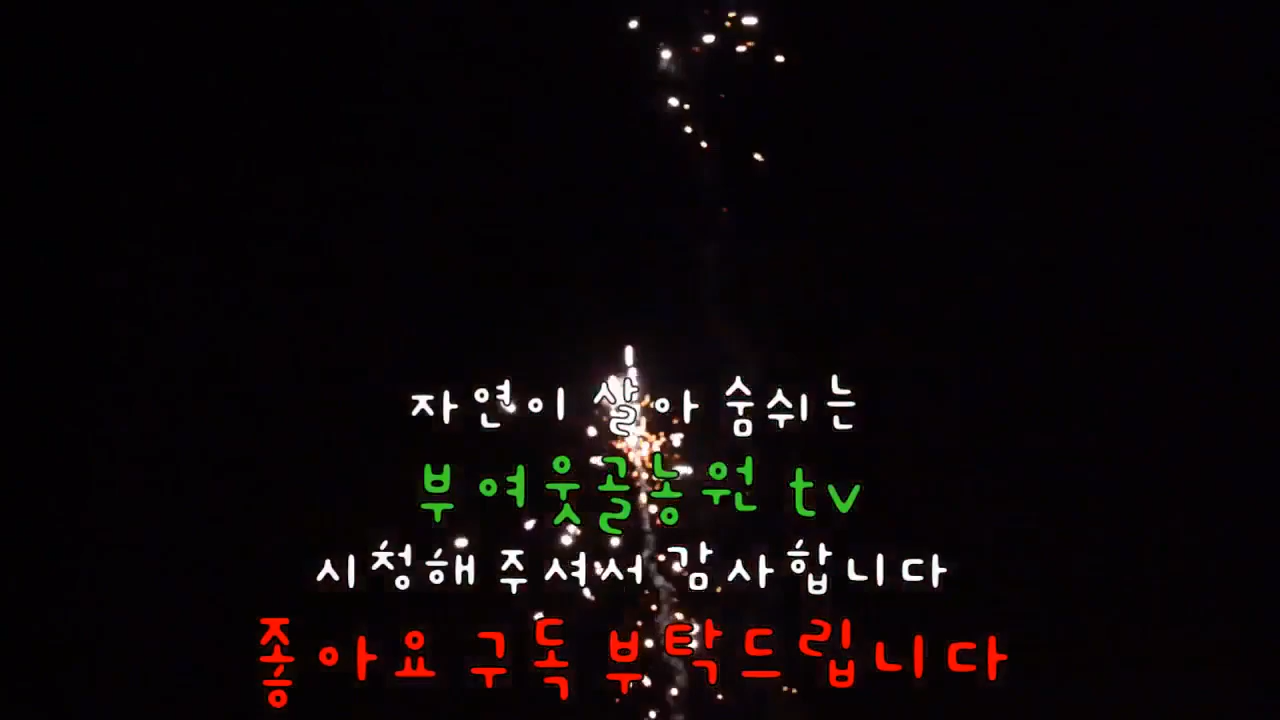 자연이 살아 숨쉬는
부여웃골농원 tv
시청해 주셔서 감사합니다
좋아요 구독 부탁드립니다